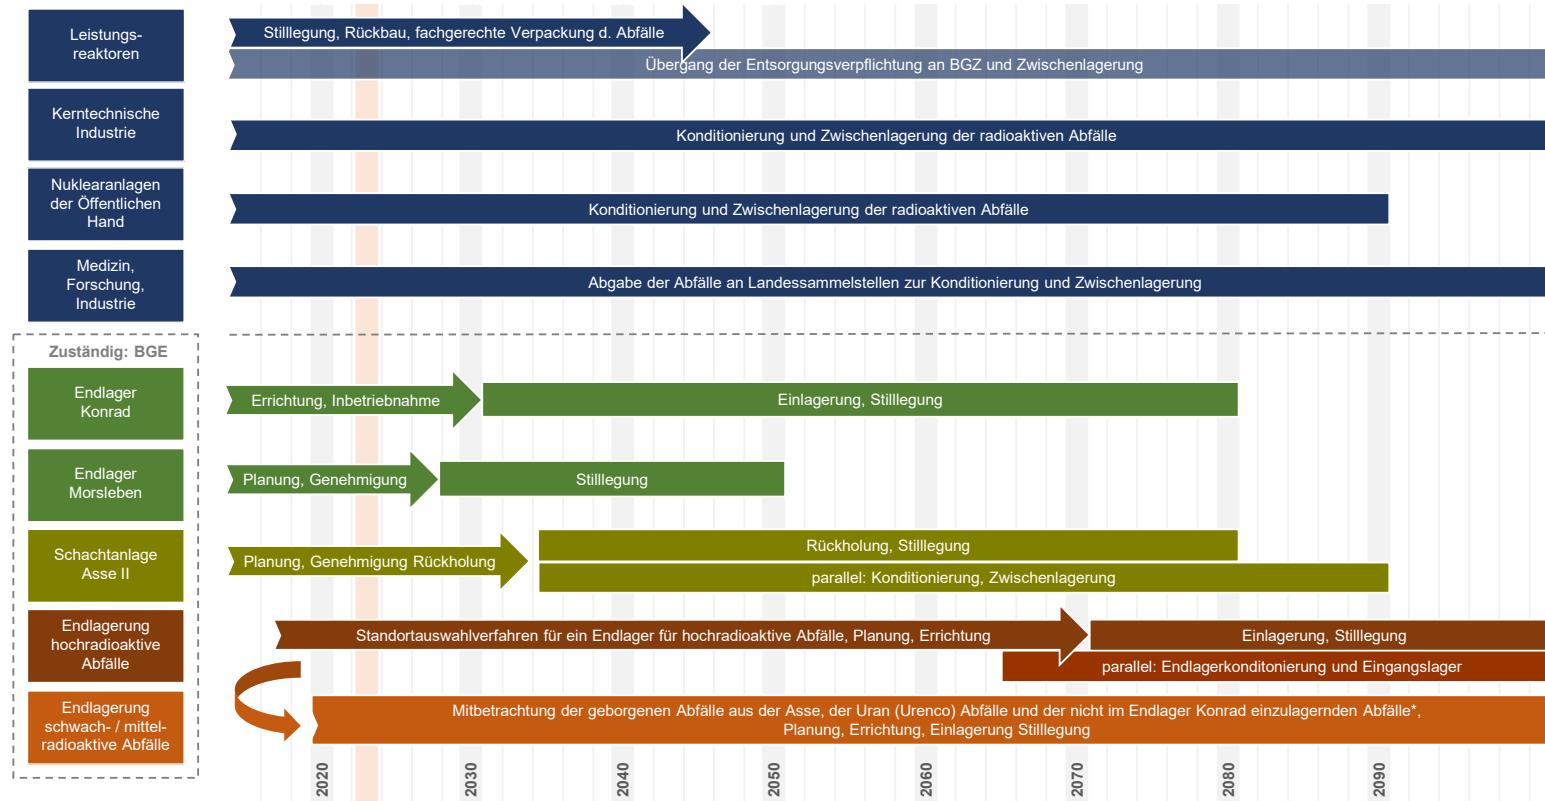 Leistungs-
reaktoren
Stilllegung, Rückbau, fachgerechte Verpackung d. Abfälle
Übergang der Entsorgungsverpflichtung an BGZ und Zwischenlagerung
Kerntechnische
Industrie
Konditionierung und Zwischenlagerung der radioaktiven Abfälle
Nuklearanlagen
der Öffentlichen
Hand
Konditionierung und Zwischenlagerung der radioaktiven Abfälle
Medizin,
Forschung,
Industrie
Abgabe der Abfälle an Landessammelstellen zur Konditionierung und Zwischenlagerung
Zuständig: BGE
Endlager
Konrad
Errichtung, Inbetriebnahme
Einlagerung, Stilllegung
Endlager
Morsleben
Planung, Genehmigung
Stilllegung
Schachtanlage
Asse II
Planung, Genehmigung Rückholung
Rückholung, Stilllegung
parallel: Konditionierung, Zwischenlagerung
Endlagerung
hochradioaktive
Abfälle
Standortauswahlverfahren für ein Endlager für hochradioaktive Abfälle, Planung, Errichtung
Einlagerung, Stilllegung
parallel: Endlagerkonditonierung und Eingangslager
Endlagerung
schwach- / mittel-
radioaktive Abfälle
Mitbetrachtung der geborgenen Abfälle aus der Asse, der Uran (Urenco) Abfälle und der nicht im Endlager Konrad einzulagernden Abfälle*,
Planung, Errichtung, Einlagerung Stilllegung
2020
2030
2040
2050
2060
2070
2080
2090